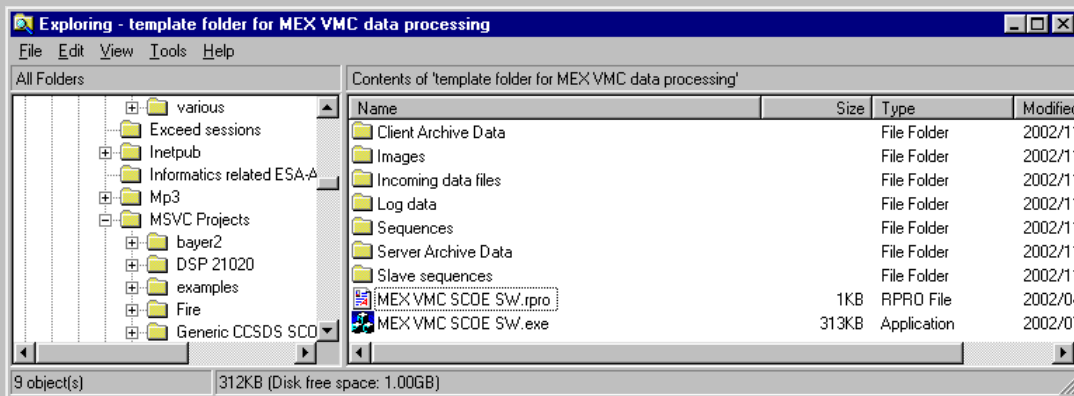 Exploring - template folder for MEX VMC data processing
File Edit View Tools Help
All Folders
Contents of 'template folder for MEX VMC data processing'
various
Exceed sessions
Inetpub
Informatics related ESA-A
Mp3
MSVC Projects
bayer2
DSP 21020
examples
Fire
Generic CCSDS SCO
Name Size Type Modified
Client Archive Data File Folder 2002/11
Images File Folder 2002/11
Incoming data files File Folder 2002/11
Log data File Folder 2002/11
Sequences File Folder 2002/11
Server Archive Data File Folder 2002/11
Slave sequences File Folder 2002/11
MEX VMC SCOE SW.rpro 1KB RPRO File 2002/04
MEX VMC SCOE SW.exe 313KB Application 2002/07
9 object(s) 312KB (Disk free space: 1.00GB)